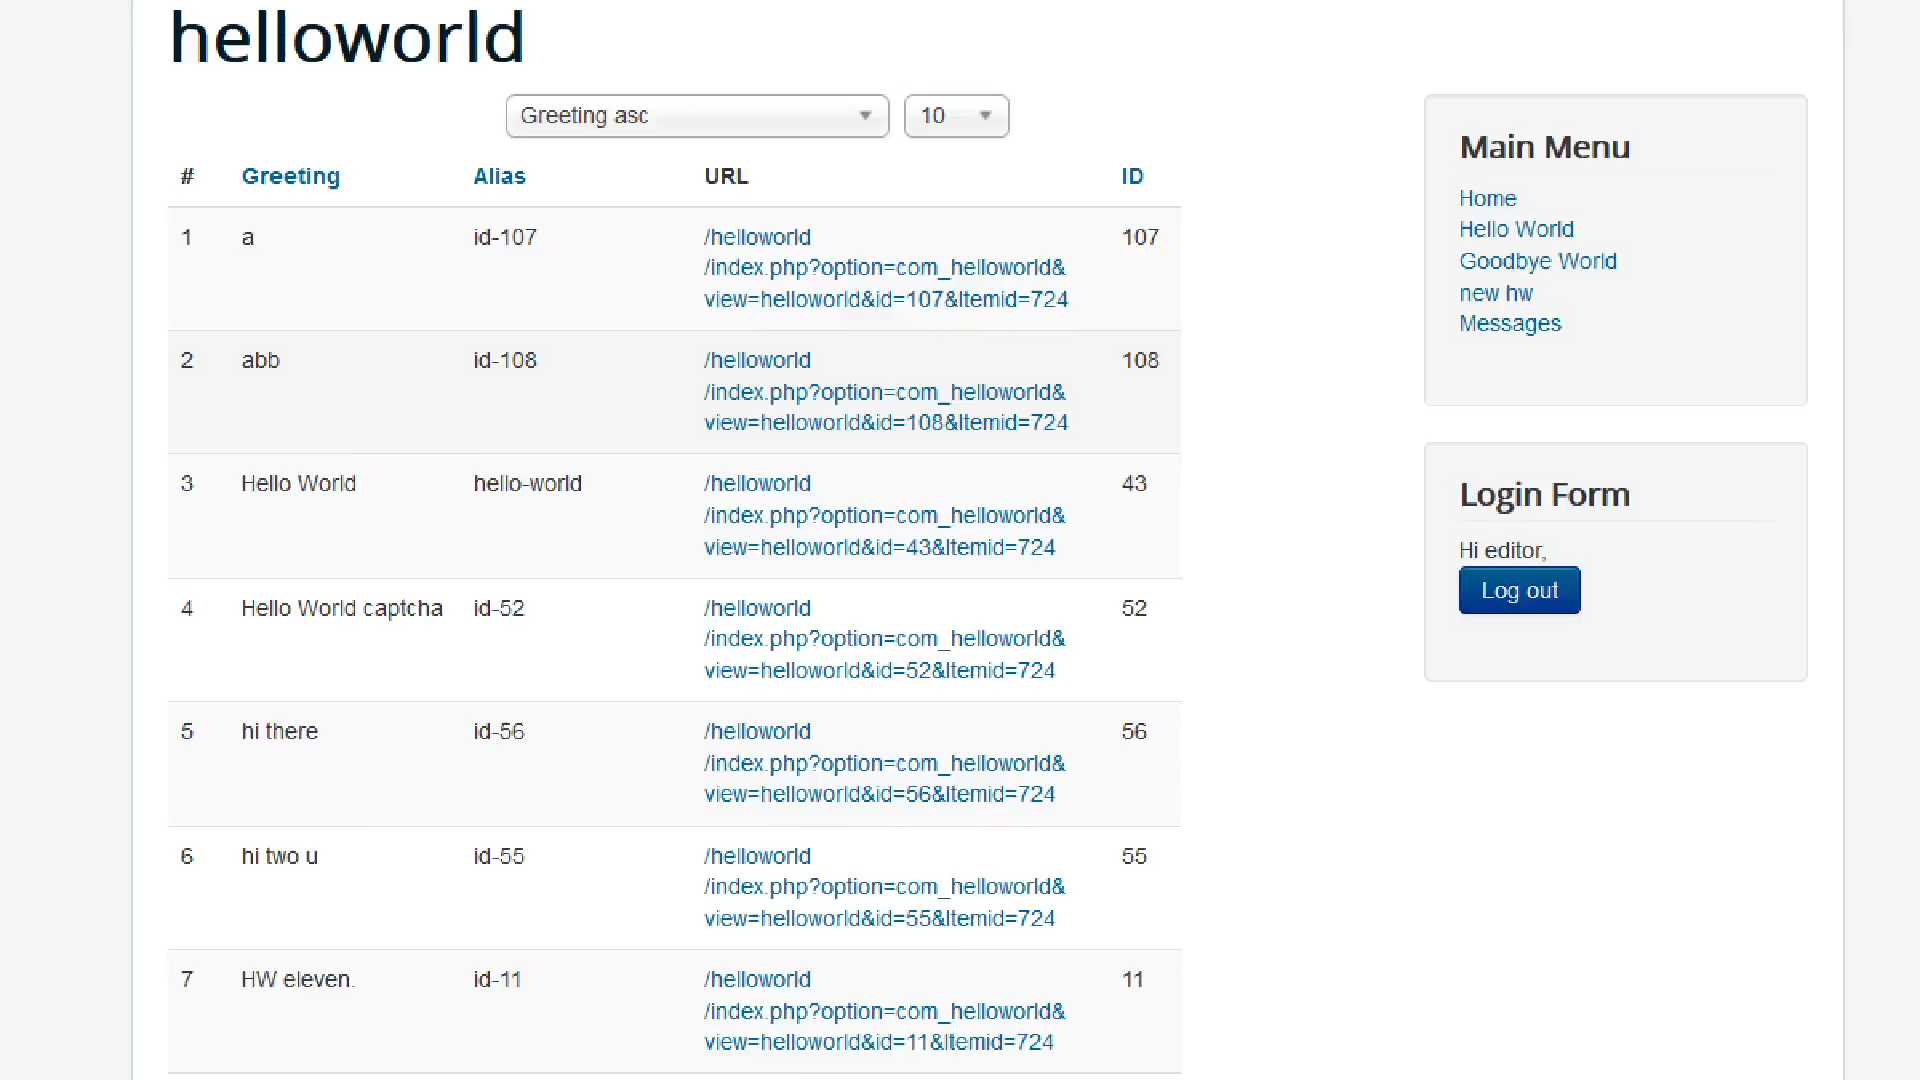 helloworld
Greeting asc 10
# Greeting Alias URL ID
1 a id-107 /helloworld 107
/index.php?option=com_helloworld&
view=helloworld&id=107&Itemid=724
2 abb id-108 /helloworld 108
/index.php?option=com_helloworld&
view=helloworld&id=108&Itemid=724
3 Hello World hello-world /helloworld 43
/index.php?option=com_helloworld&
view=helloworld&id=43&Itemid=724
4 Hello World captcha id-52 /helloworld 52
/index.php?option=com_helloworld&
view=helloworld&id=52&Itemid=724
5 hi there id-56 /helloworld 56
/index.php?option=com_helloworld&
view=helloworld&id=56&Itemid=724
6 hi two u id-55 /helloworld 55
/index.php?option=com_helloworld&
view=helloworld&id=55&Itemid=724
7 HW eleven. id-11 /helloworld 11
/index.php?option=com_helloworld&
view=helloworld&id=11&Itemid=724
Main Menu
Home
Hello World
Goodbye World
new hw
Messages
Login Form
Hi editor,
Log out